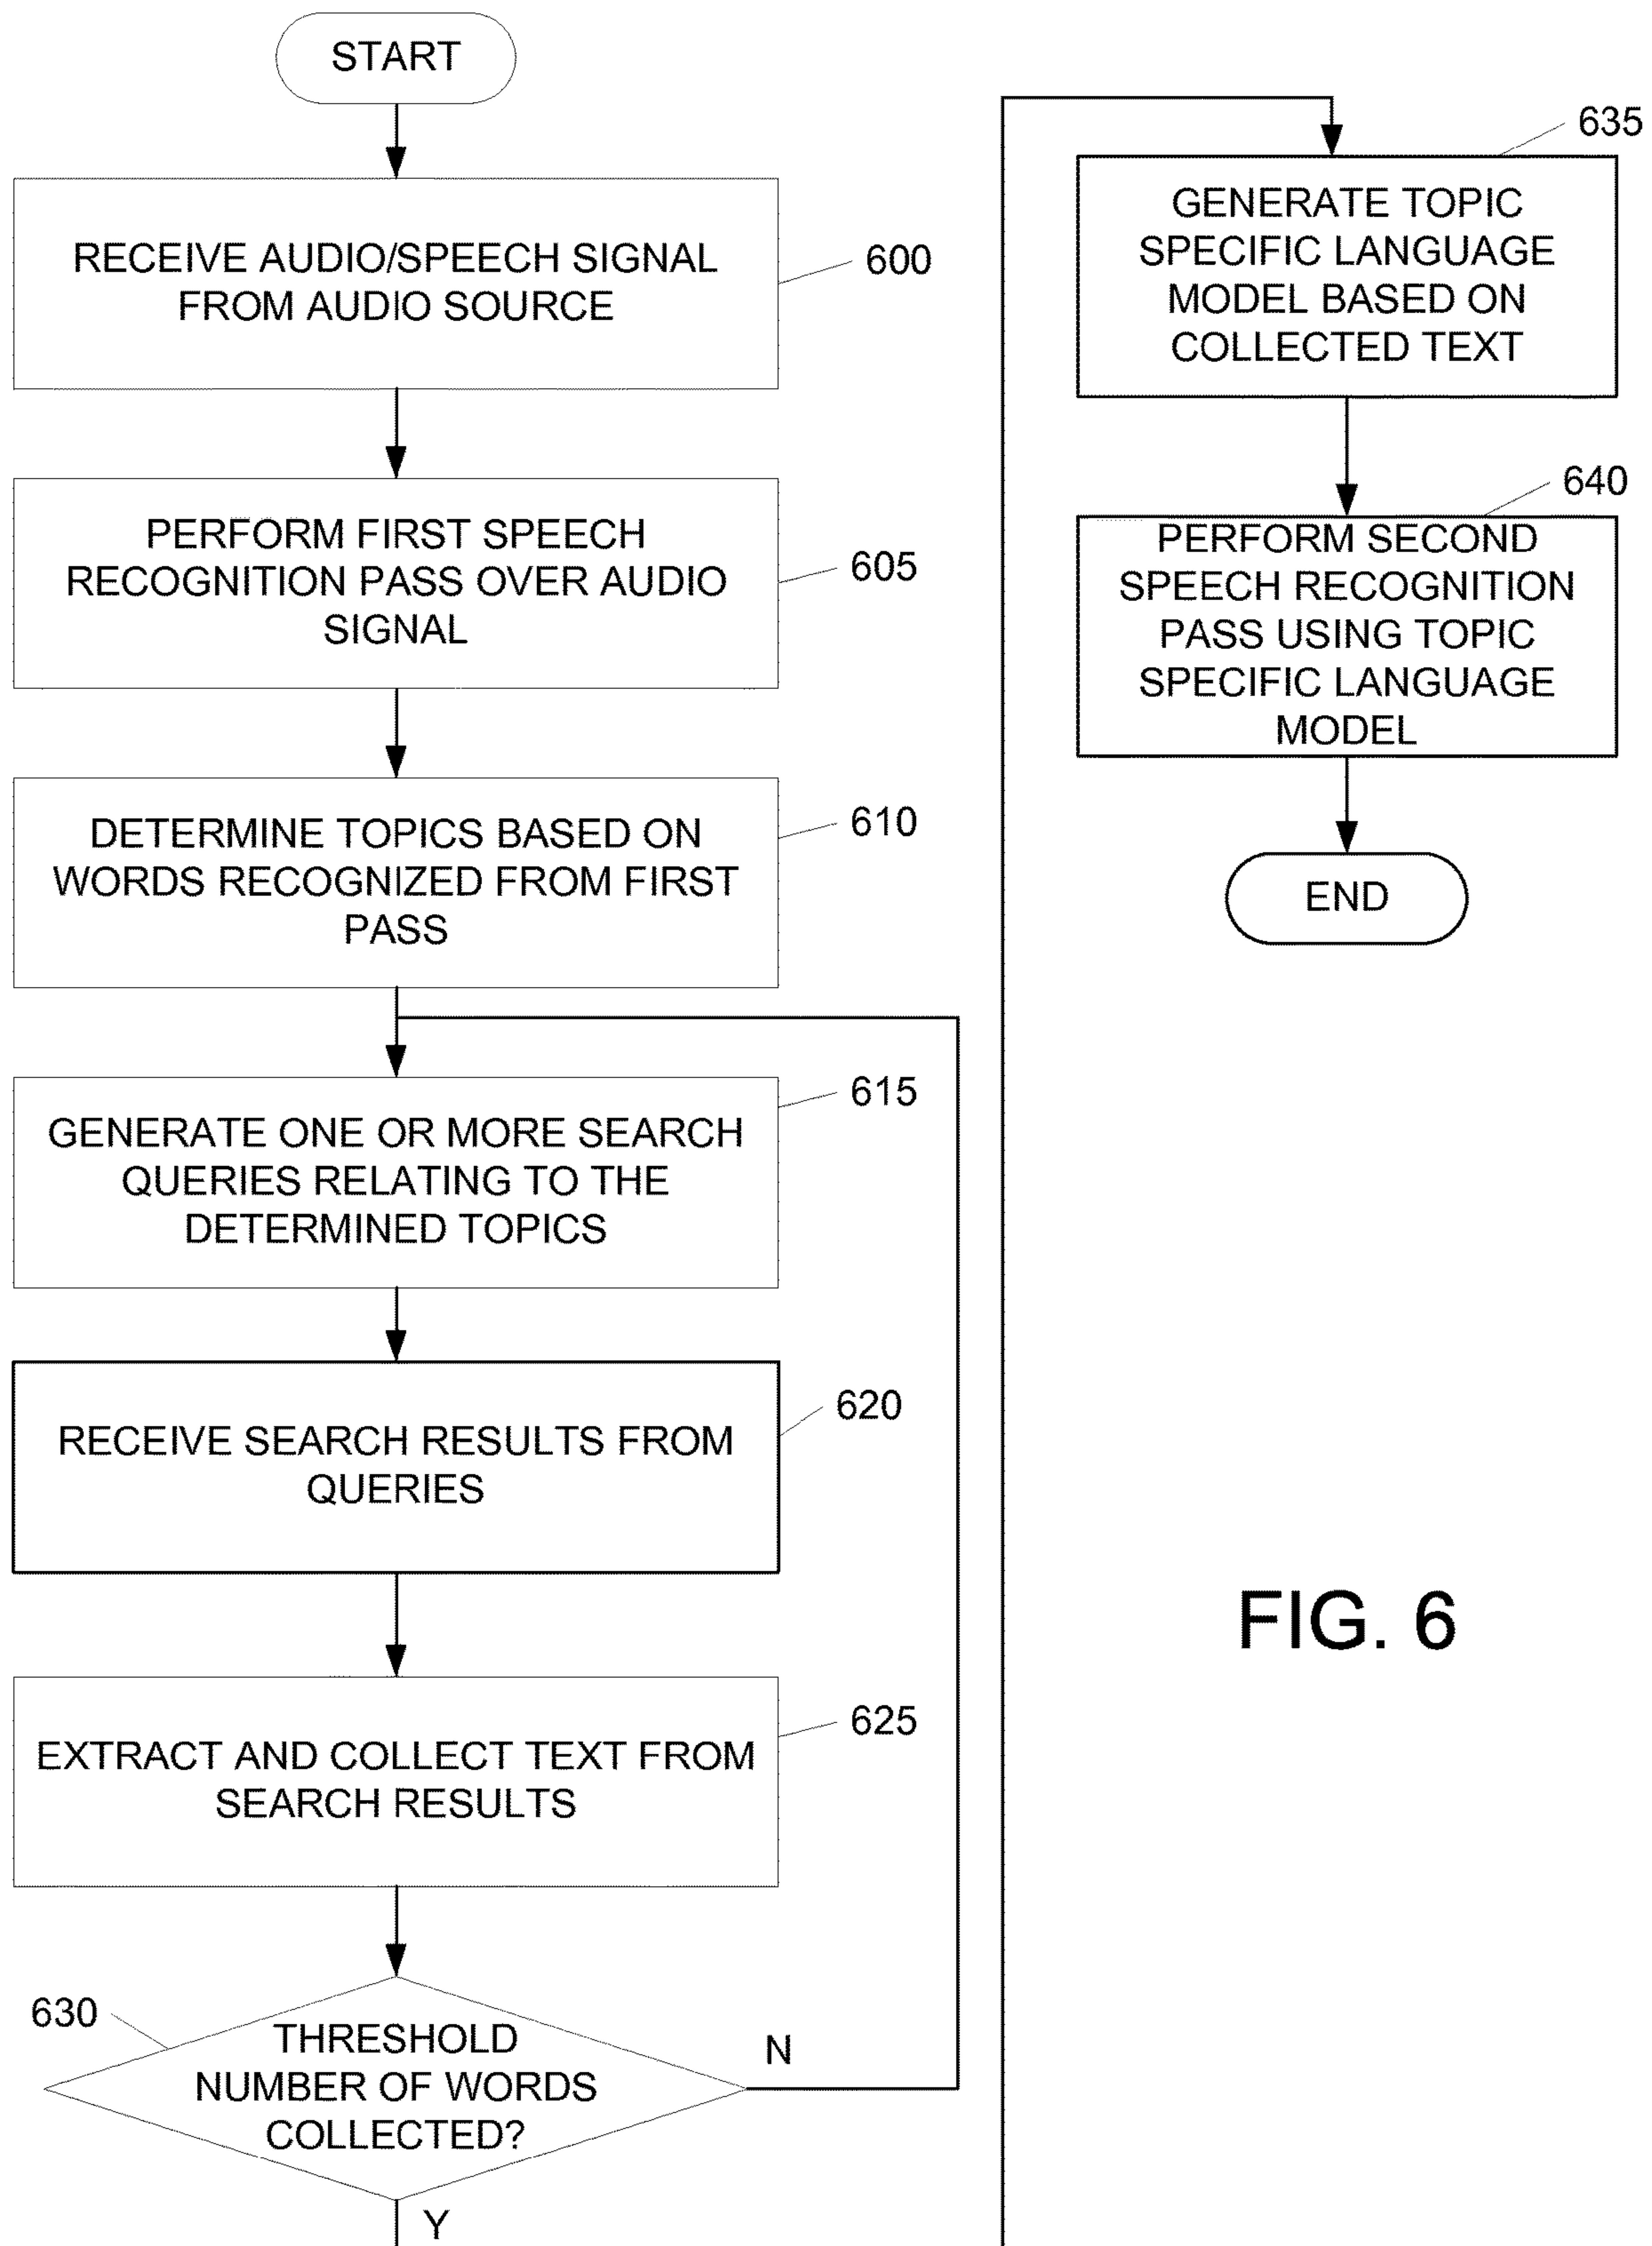 START
RECEIVE AUDIO/SPEECH SIGNAL
FROM AUDIO SOURCE
600
PERFORM FIRST SPEECH
RECOGNITION PASS OVER AUDIO
SIGNAL
605
DETERMINE TOPICS BASED ON
WORDS RECOGNIZED FROM FIRST
PASS
610
GENERATE ONE OR MORE SEARCH
QUERIES RELATING TO THE
DETERMINED TOPICS
615
RECEIVE SEARCH RESULTS FROM
QUERIES
620
EXTRACT AND COLLECT TEXT FROM
SEARCH RESULTS
625
630
THRESHOLD
NUMBER OF WORDS
COLLECTED?
N
Y
635
GENERATE TOPIC
SPECIFIC LANGUAGE
MODEL BASED ON
COLLECTED TEXT
640
PERFORM SECOND
SPEECH RECOGNITION
PASS USING TOPIC
SPECIFIC LANGUAGE
MODEL
END
FIG. 6